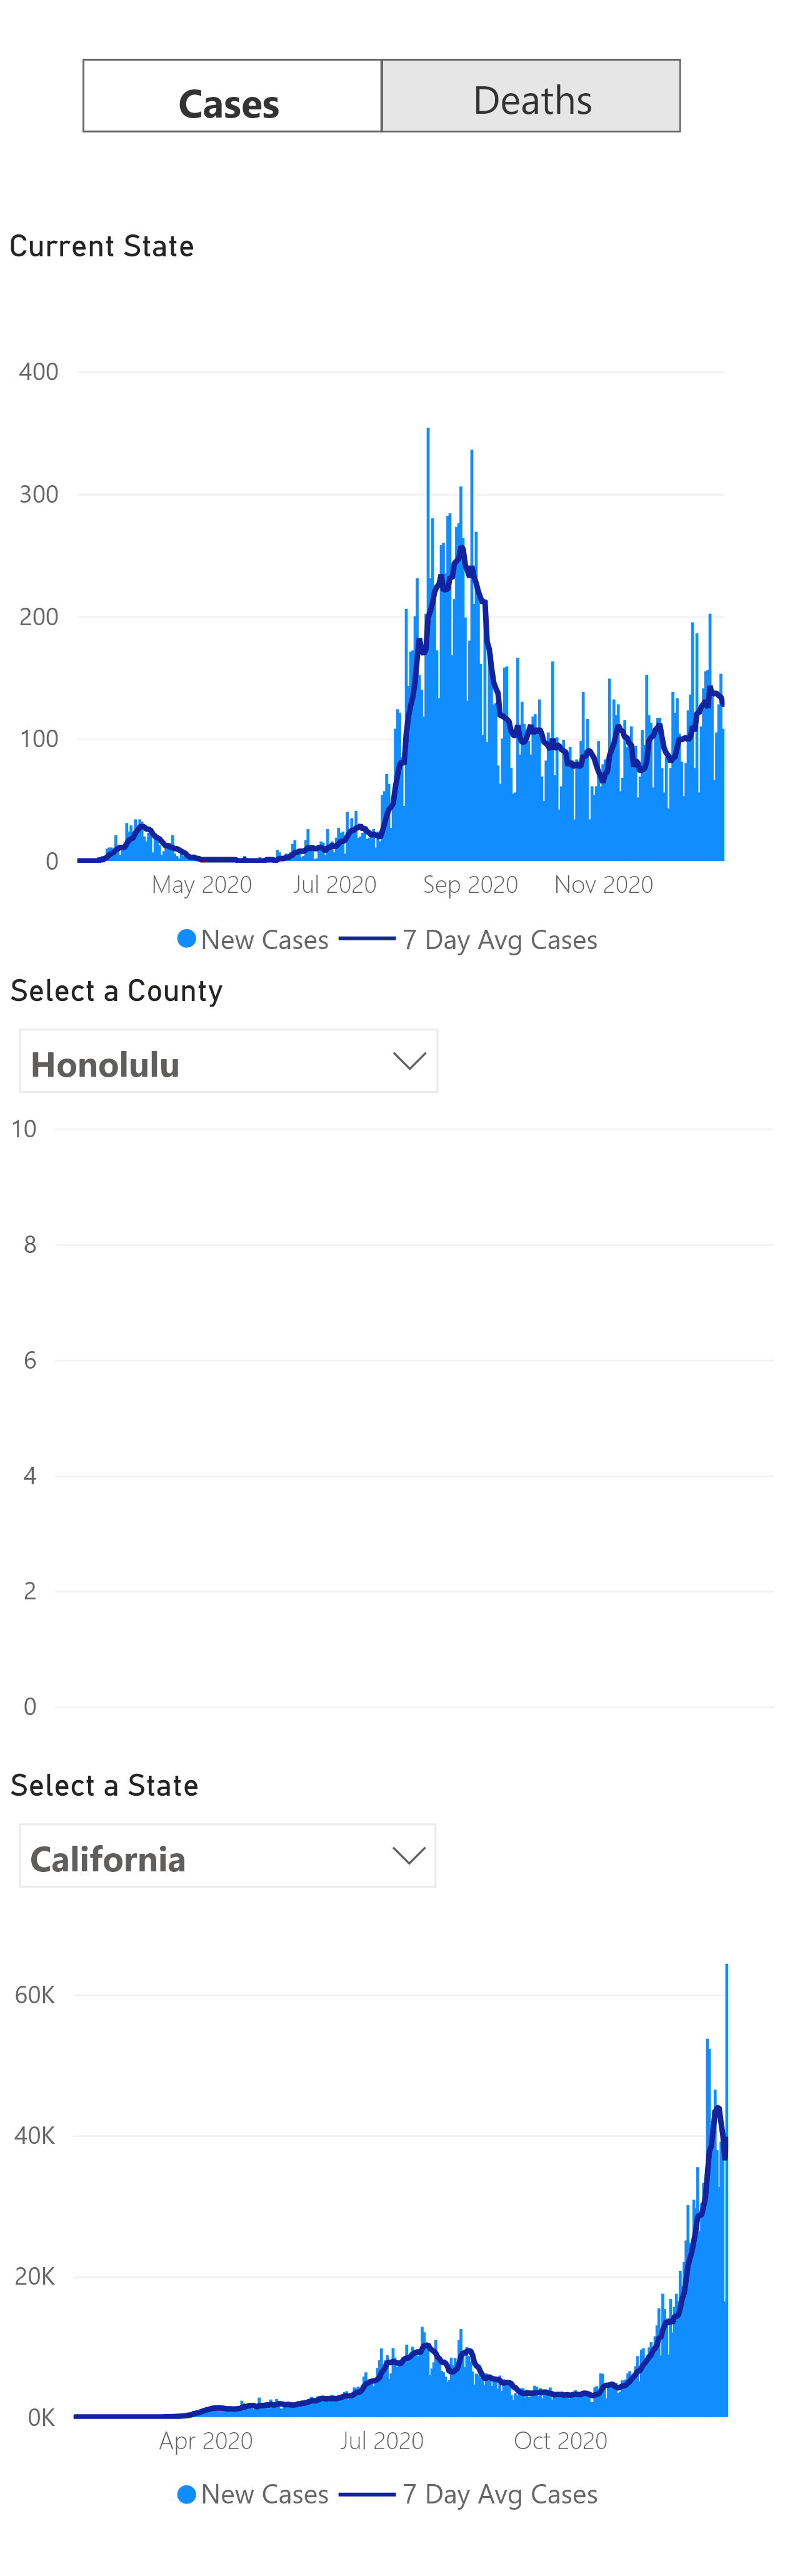 Cases Deaths
Current State
400
300
200
100
0
May 2020 Jul 2020 Sep 2020 Nov 2020
New Cases 7 Day Avg Cases
Select a County
Honolulu
10
8
6
4
2
0
Select a State
California
60K
40K
20K
0K
Apr 2020 Jul 2020 Oct 2020
New Cases 7 Day Avg Cases